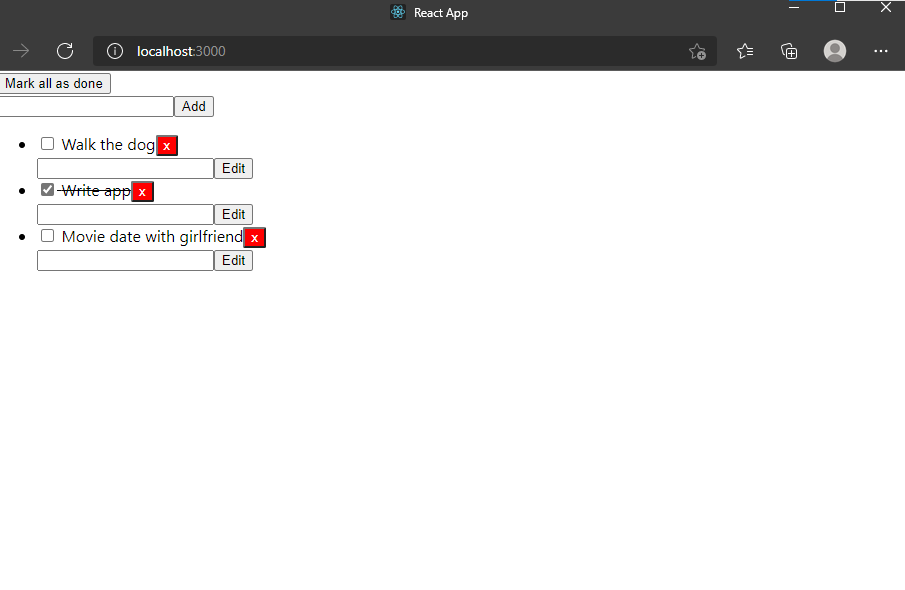 React App
localhost:3000
Mark all as done
Add
Walk the dog x
Edit
Write app x
Edit
Movie date with girlfriend x
Edit